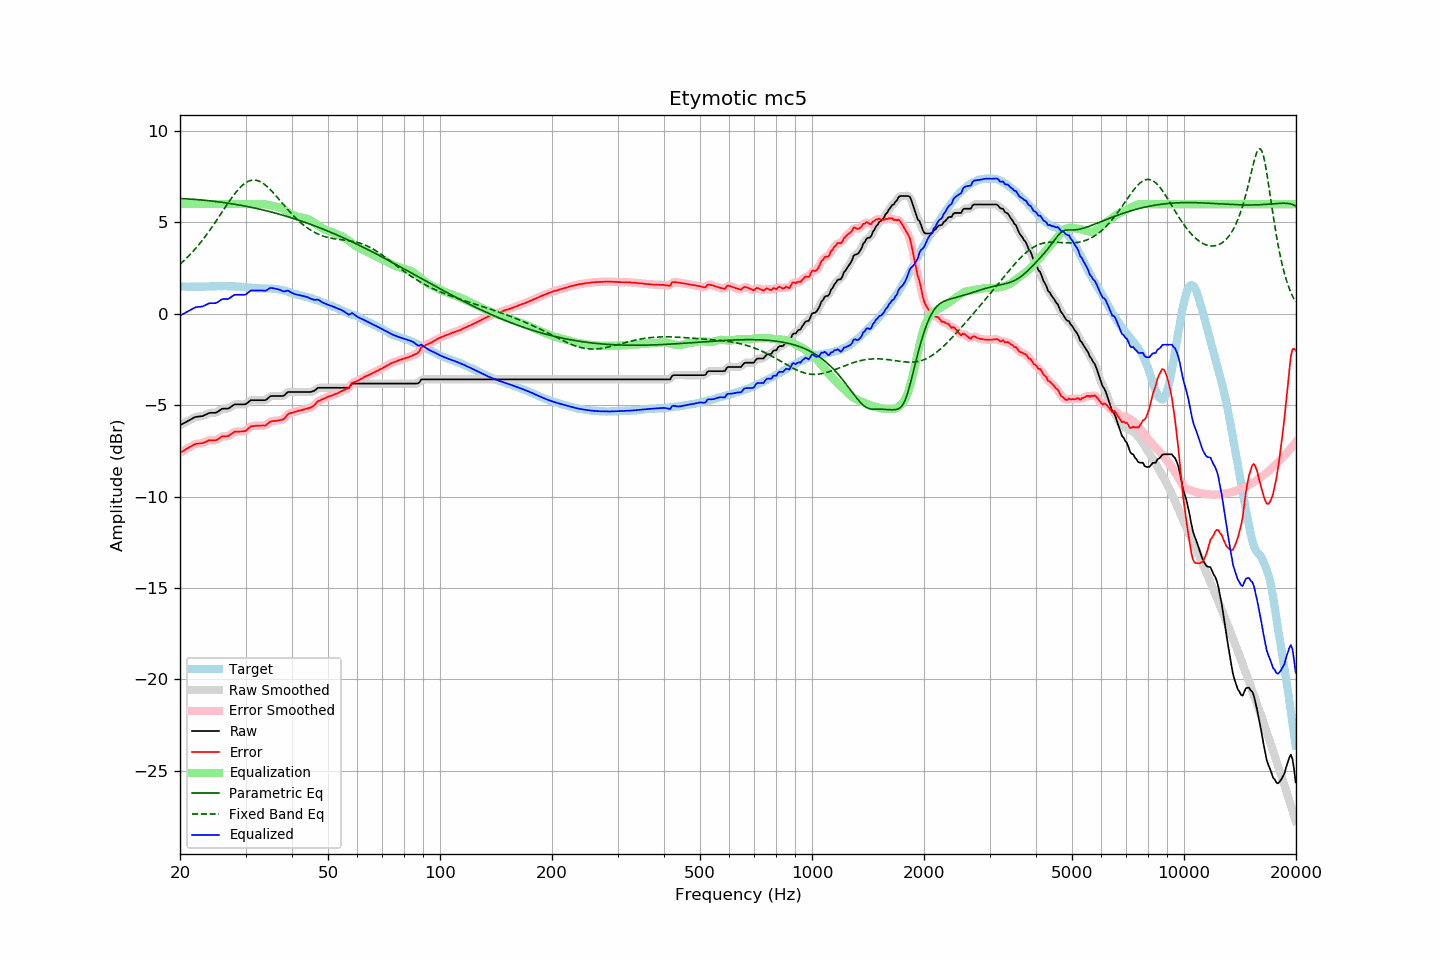 Etymotic mc5
Amplitude (dBr)
10
5
0
−5
−10
−15
−20
−25
Target
Raw Smoothed
Error Smoothed
Raw
Error
Equalization
Parametric Eq
Fixed Band Eq
Equalized
20 50 100 200 500 1000 2000 5000 10000 20000
Frequency (Hz)